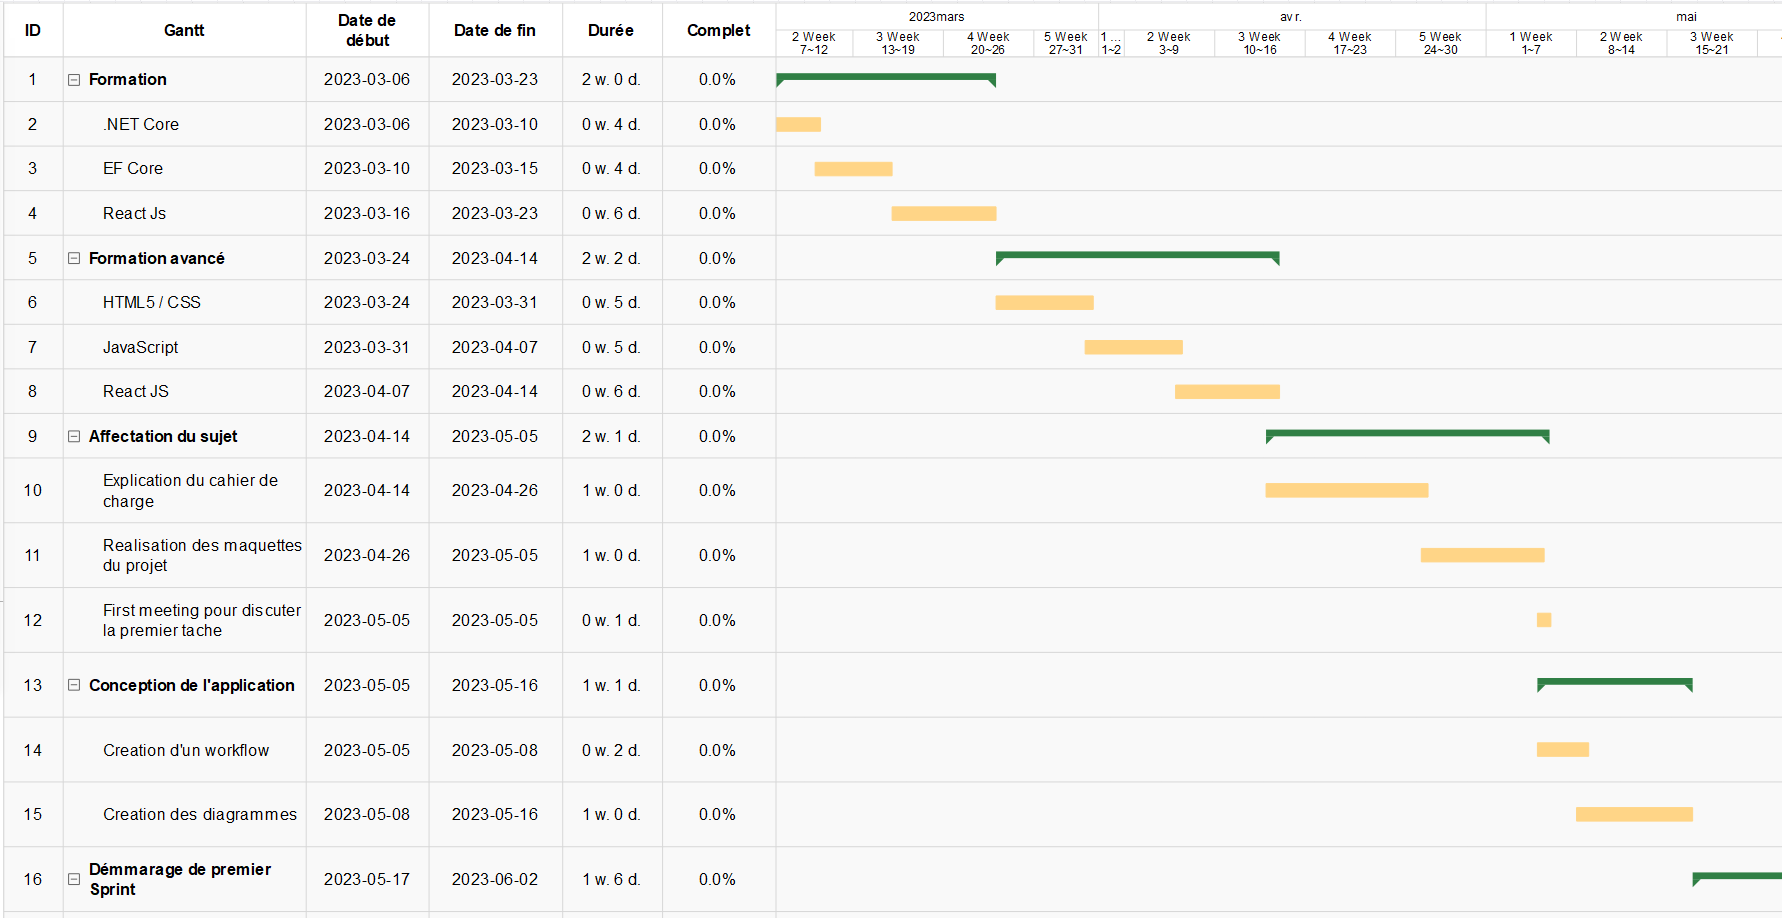 ID Gantt Date de début Date de fin Durée Complet
2023mars avr. mai
2 Week 3 Week 4 Week 5 Week 1 ... 2 Week 3 Week 4 Week 5 Week 1 Week 2 Week 3 Week
7~12 13~19 20~26 27~31 1~2 3~9 10~16 17~23 24~30 1~7 8~14 15~21
1 Formation 2023-03-06 2023-03-23 2 w. 0 d. 0.0%
2 .NET Core 2023-03-06 2023-03-10 0 w. 4 d. 0.0%
3 EF Core 2023-03-10 2023-03-15 0 w. 4 d. 0.0%
4 React Js 2023-03-16 2023-03-23 0 w. 6 d. 0.0%
5 Formation avancé 2023-03-24 2023-04-14 2 w. 2 d. 0.0%
6 HTML5 / CSS 2023-03-24 2023-03-31 0 w. 5 d. 0.0%
7 JavaScript 2023-03-31 2023-04-07 0 w. 5 d. 0.0%
8 React JS 2023-04-07 2023-04-14 0 w. 6 d. 0.0%
9 Affectation du sujet 2023-04-14 2023-05-05 2 w. 1 d. 0.0%
10 Explication du cahier de charge 2023-04-14 2023-04-26 1 w. 0 d. 0.0%
11 Realisation des maquettes du projet 2023-04-26 2023-05-05 1 w. 0 d. 0.0%
12 First meeting pour discuter la premier tache 2023-05-05 2023-05-05 0 w. 1 d. 0.0%
13 Conception de l'application 2023-05-05 2023-05-16 1 w. 1 d. 0.0%
14 Creation d'un workflow 2023-05-05 2023-05-08 0 w. 2 d. 0.0%
15 Creation des diagrammes 2023-05-08 2023-05-16 1 w. 0 d. 0.0%
16 Démmarage de premier Sprint 2023-05-17 2023-06-02 1 w. 6 d. 0.0%